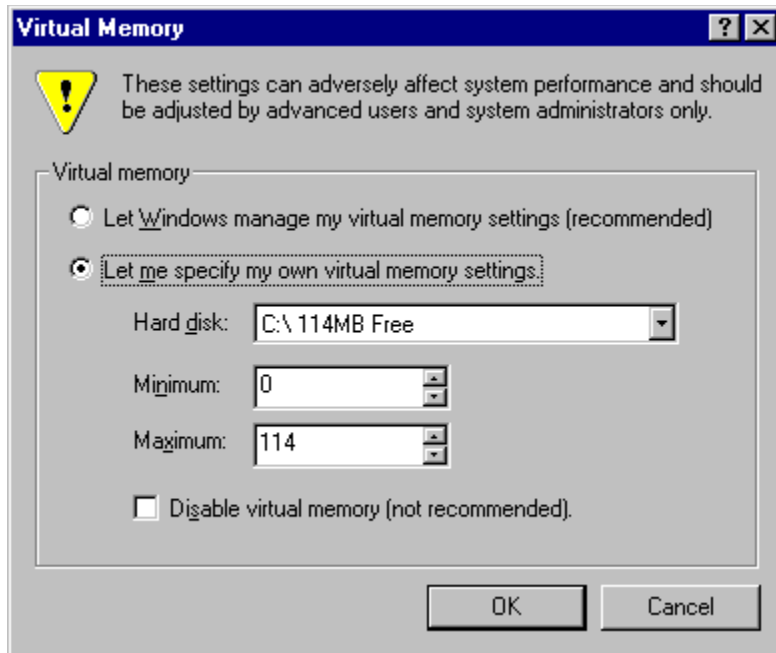 Virtual Memory
These settings can adversely affect system performance and should
be adjusted by advanced users and system administrators only.
Virtual memory
Let Windows manage my virtual memory settings (recommended)
Let me specify my own virtual memory settings.
Hard disk: C:\ 114MB Free
Minimum: 0
Maximum: 114
Disable virtual memory (not recommended).
OK Cancel